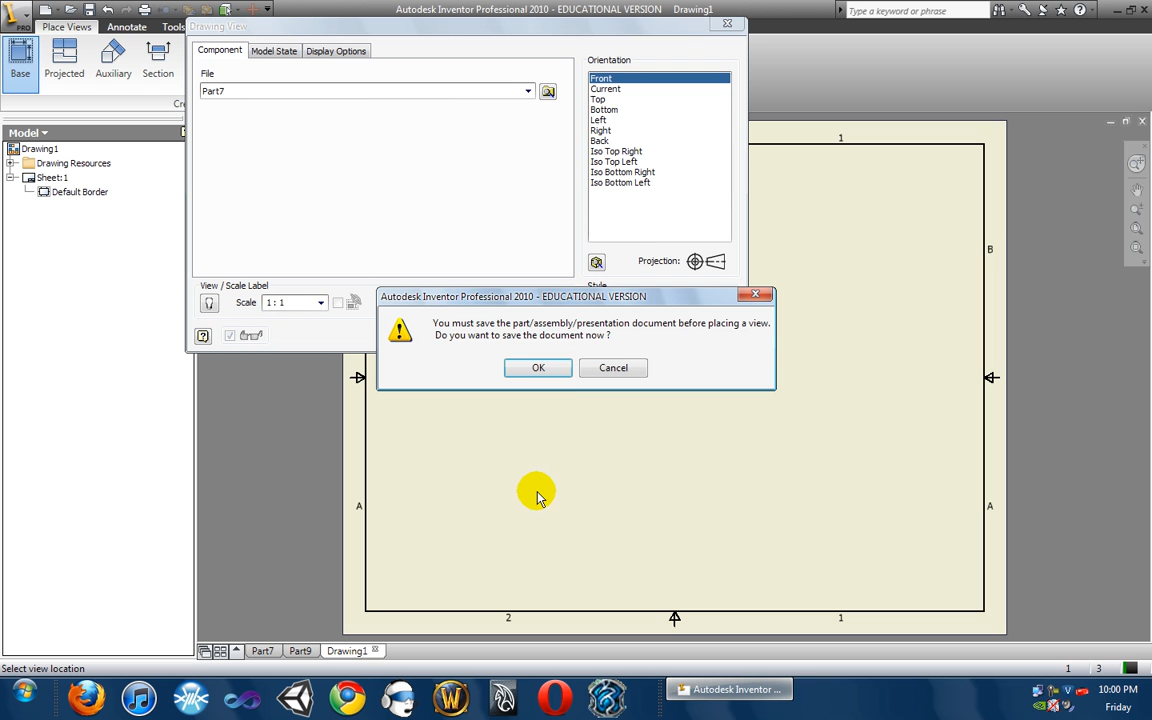 Autodesk Inventor Professional 2010 - EDUCATIONAL VERSION Drawing1
Type a keyword or phrase
PRO
Place Views Annotate Tools
Base Projected Auxiliary Section
Cre
Drawing View
Component Model State Display Options
File
Part7
Orientation
Front
Current
Top
Bottom
Left
Right
Back
Iso Top Right
Iso Top Left
Iso Bottom Right
Iso Bottom Left
Projection:
View / Scale Label
Scale 1 : 1
Style
Model
Drawing1
Drawing Resources
Sheet:1
Default Border
Autodesk Inventor Professional 2010 - EDUCATIONAL VERSION
You must save the part/assembly/presentation document before placing a view.
Do you want to save the document now ?
OK Cancel
1
B
A A
2 1
Part7 Part9 Drawing1
Select view location
1 3
Autodesk Inventor ...
10:00 PM
Friday